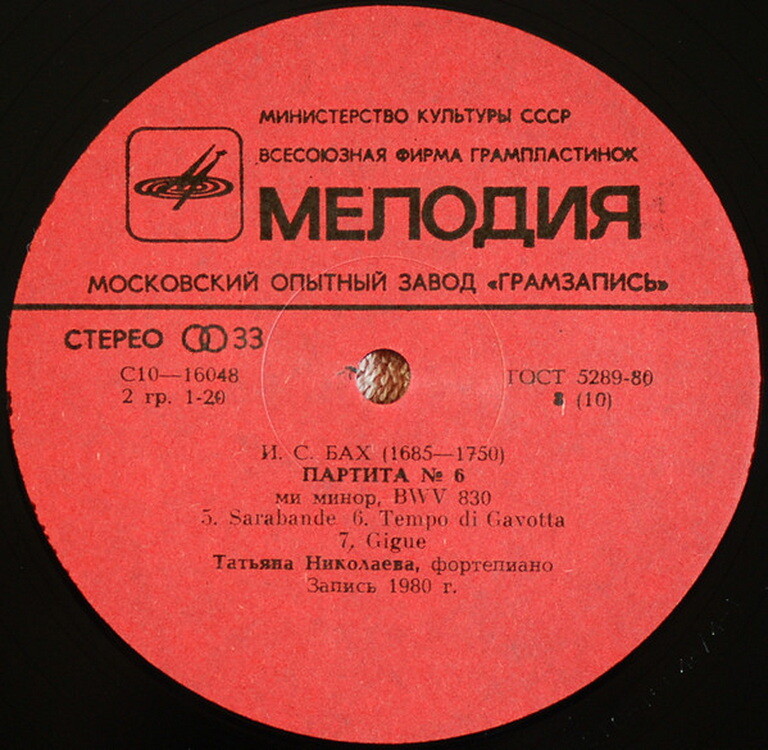 МИНИСТЕРСТВО КУЛЬТУРЫ СССР
ВСЕСОЮЗНАЯ ФИРМА ГРАМПЛАСТИНОК
МЕЛОДИЯ
МОСКОВСКИЙ ОПЫТНЫЙ ЗАВОД «ГРАМЗАПИСЬ»
СТЕРЕО 33
С10—16048
2 гр. 1-20
ГОСТ 5289-80
(10)
И. С. БАХ (1685—1750)
ПАРТИТА № 6
ми минор, BWV 830
5. Sarabande 6. Tempo di Gavotta
7. Gigue
Татьяна Николаева, фортепиано
Запись 1980 г.